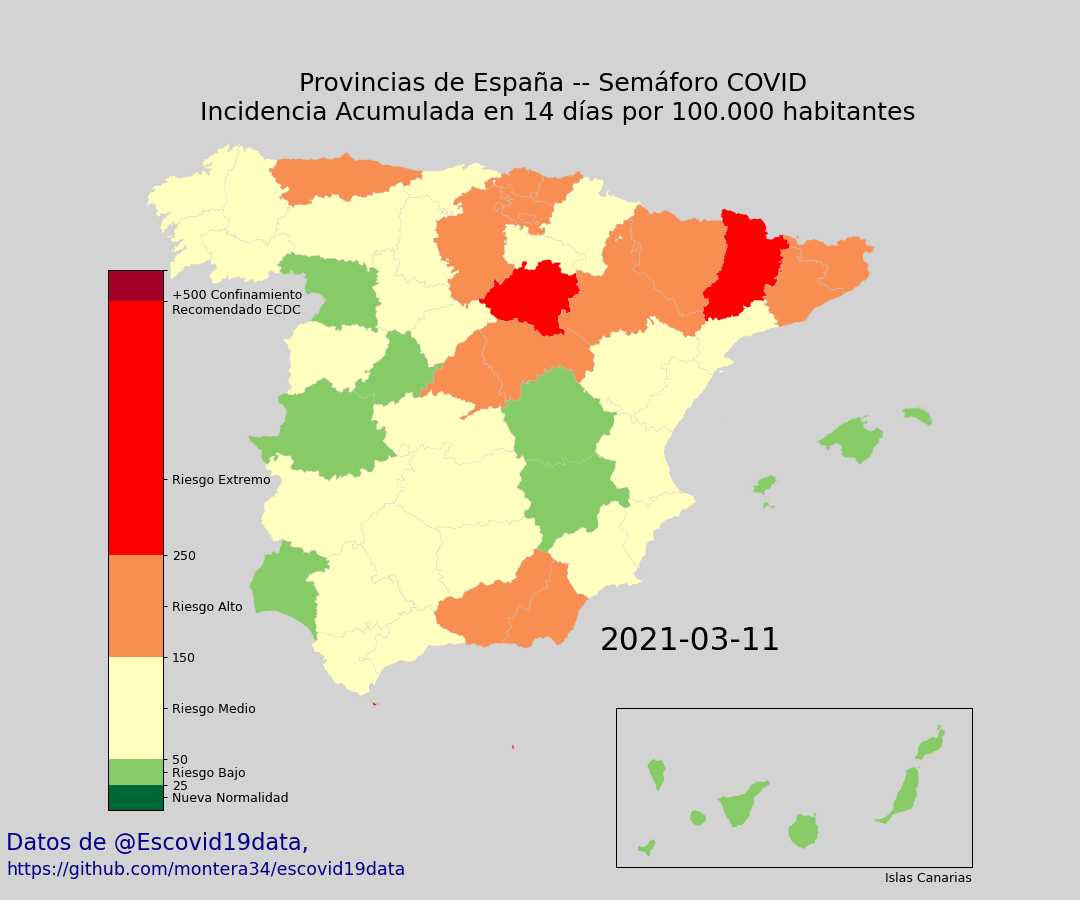 Provincias de España -- Semáforo COVID
Incidencia Acumulada en 14 días por 100.000 habitantes
+500 Confinamiento
Recomendado ECDC
Riesgo Extremo
250
Riesgo Alto
150
Riesgo Medio
50
Riesgo Bajo
25
Nueva Normalidad
2021-03-11
Islas Canarias
Datos de @Escovid19data,
https://github.com/montera34/escovid19data